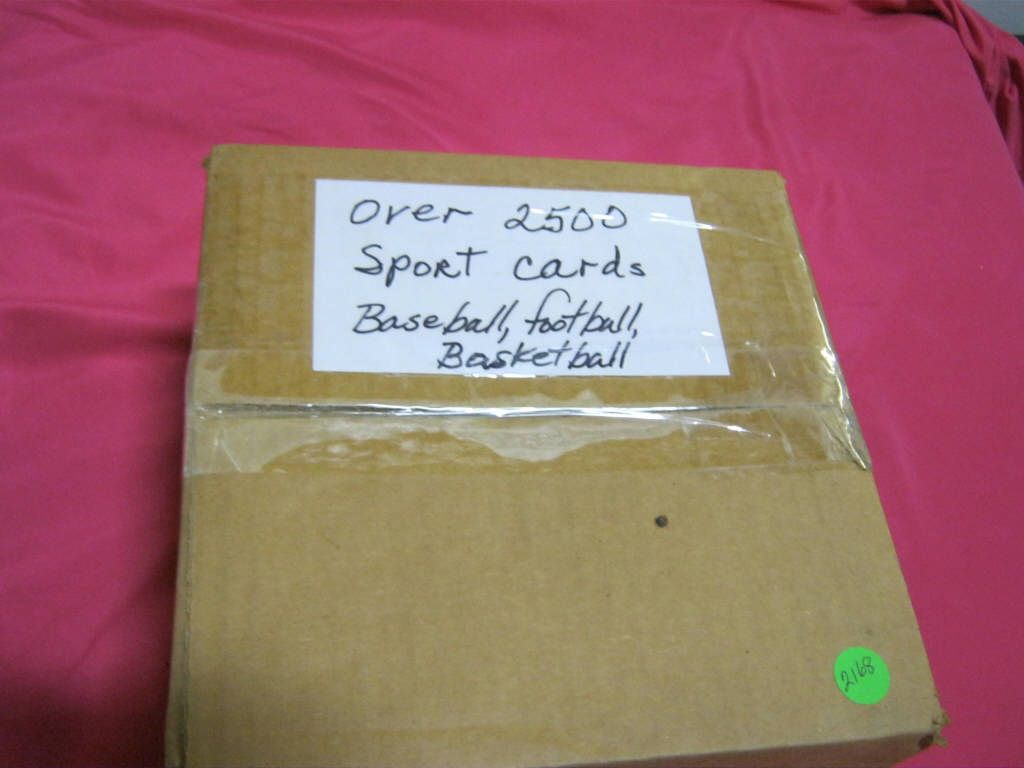 Over 2500
Sport cards
Baseball, football,
Basketball
2168